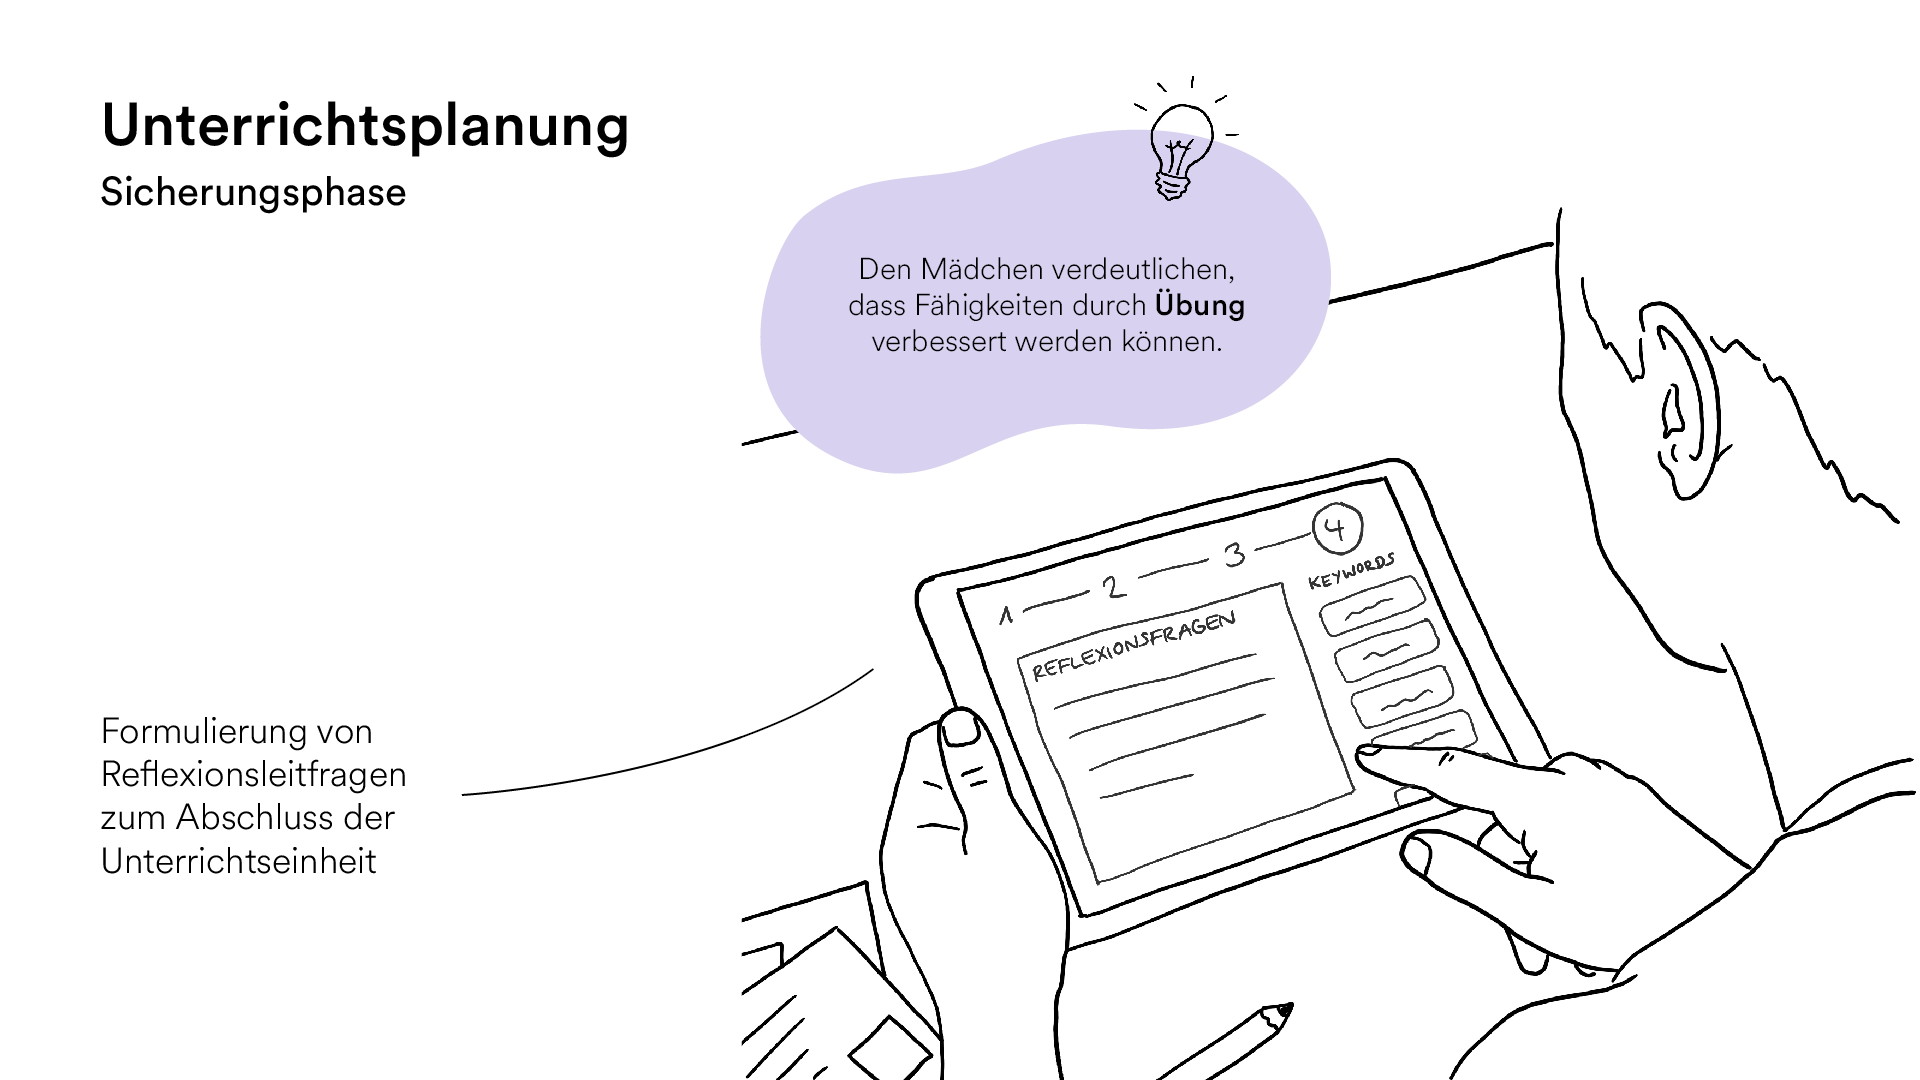 Unterrichtsplanung
Sicherungsphase
Den Mädchen verdeutlichen,
dass Fähigkeiten durch Übung
verbessert werden können.
1 2 3 4
KEYWORDS
REFLEXIONSFRAGEN
Formulierung von
Reflexionsleitfragen
zum Abschluss der
Unterrichtseinheit